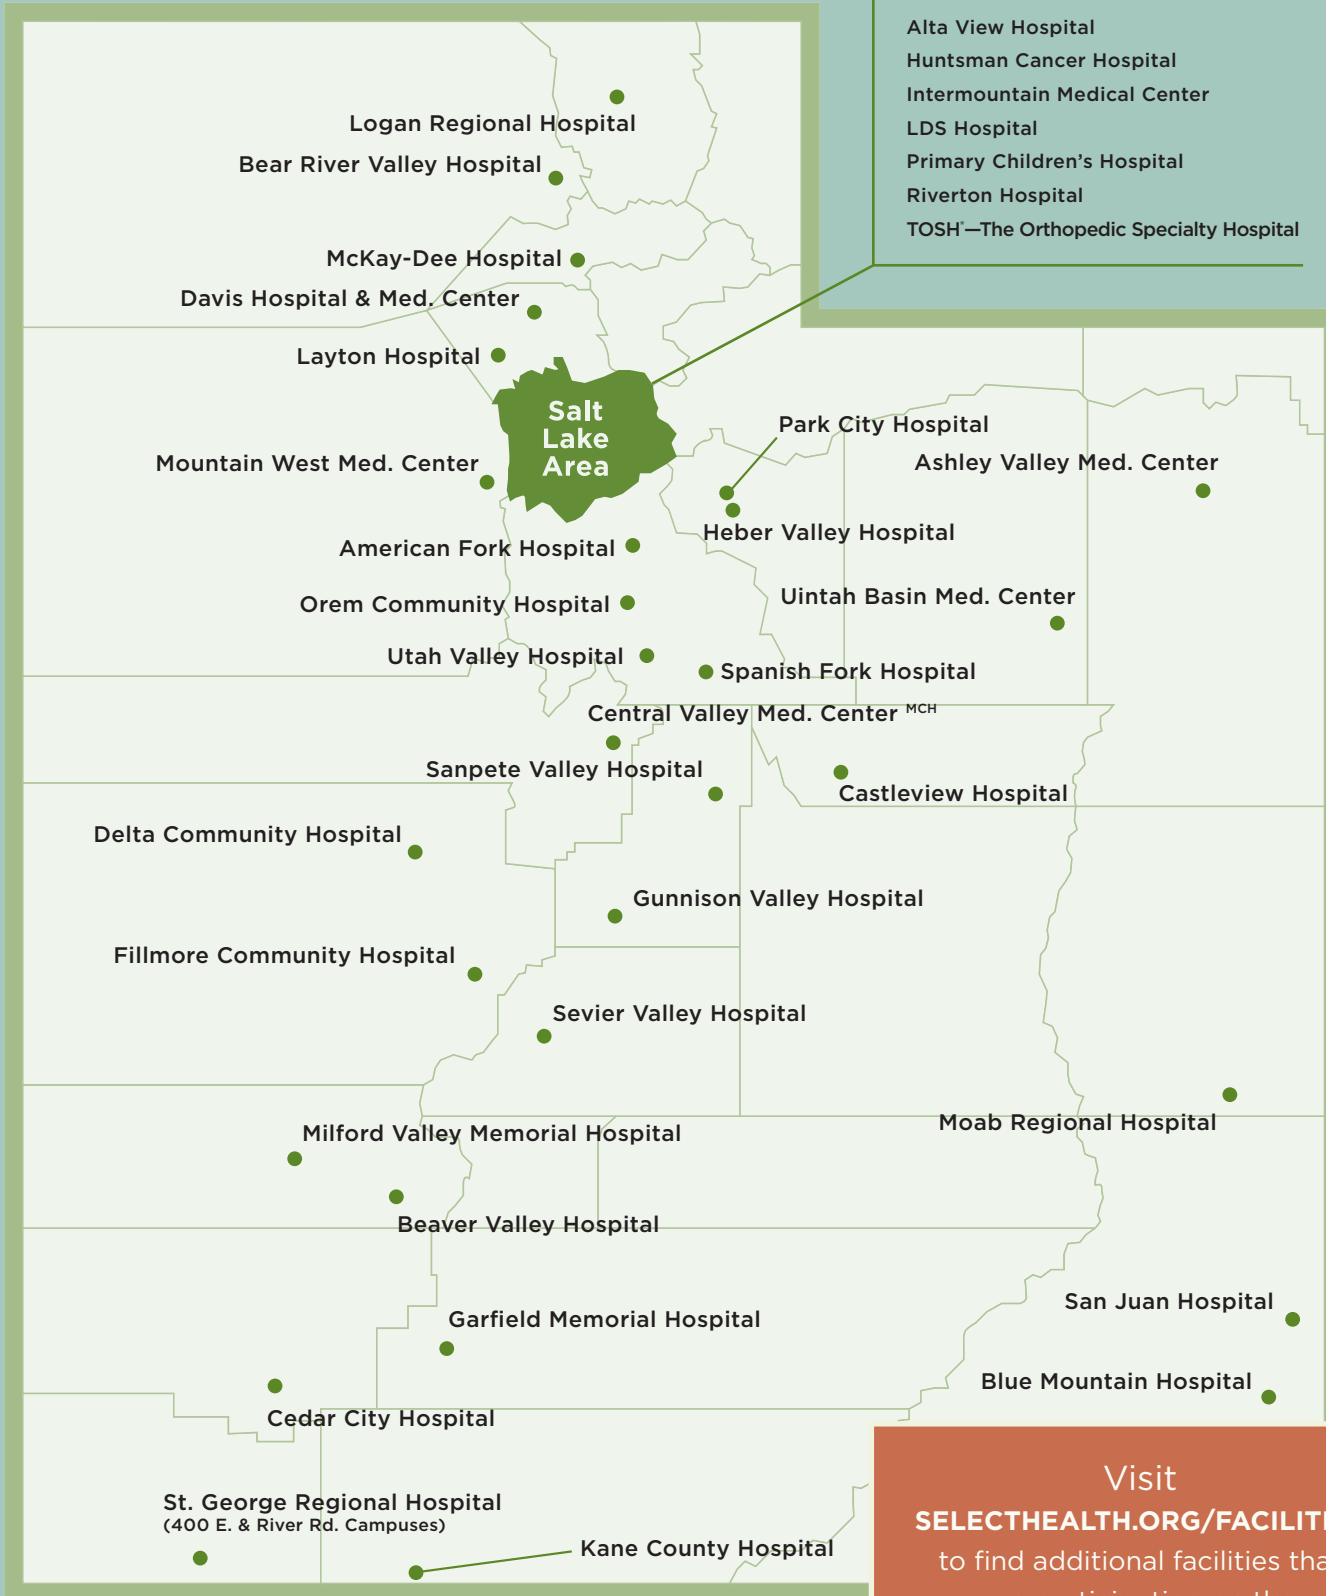 Alta View Hospital
Huntsman Cancer Hospital
Intermountain Medical Center
LDS Hospital
Primary Children's Hospital
Riverton Hospital
TOSH®—The Orthopedic Specialty Hospital
Logan Regional Hospital
Bear River Valley Hospital
McKay-Dee Hospital
Davis Hospital & Med. Center
Layton Hospital
Salt
Lake
Area
Park City Hospital
Mountain West Med. Center
Ashley Valley Med. Center
Heber Valley Hospital
American Fork Hospital
Orem Community Hospital
Uintah Basin Med. Center
Utah Valley Hospital
Spanish Fork Hospital
Central Valley Med. Center MCH
Sanpete Valley Hospital
Castleview Hospital
Delta Community Hospital
Gunnison Valley Hospital
Fillmore Community Hospital
Sevier Valley Hospital
Moab Regional Hospital
Milford Valley Memorial Hospital
Beaver Valley Hospital
Garfield Memorial Hospital
San Juan Hospital
Blue Mountain Hospital
Cedar City Hospital
St. George Regional Hospital
(400 E. & River Rd. Campuses)
Kane County Hospital
Visit
SELECTHEALTH.ORG/FACILITI
to find additional facilities tha